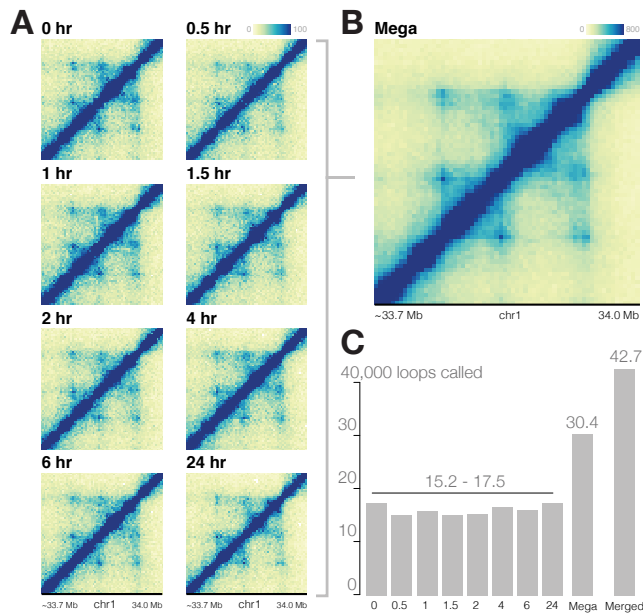 A
0 hr
0.5 hr
0 100
1 hr
1.5 hr
2 hr
4 hr
6 hr
24 hr
~33.7 Mb chr1 34.0 Mb
~33.7 Mb chr1 34.0 Mb
B
Mega
0 800
~33.7 Mb chr1 34.0 Mb
C
40,000 loops called
30
20
10
0
15.2 - 17.5
30.4
42.7
0 0.5 1 1.5 2 4 6 24 Mega Merged